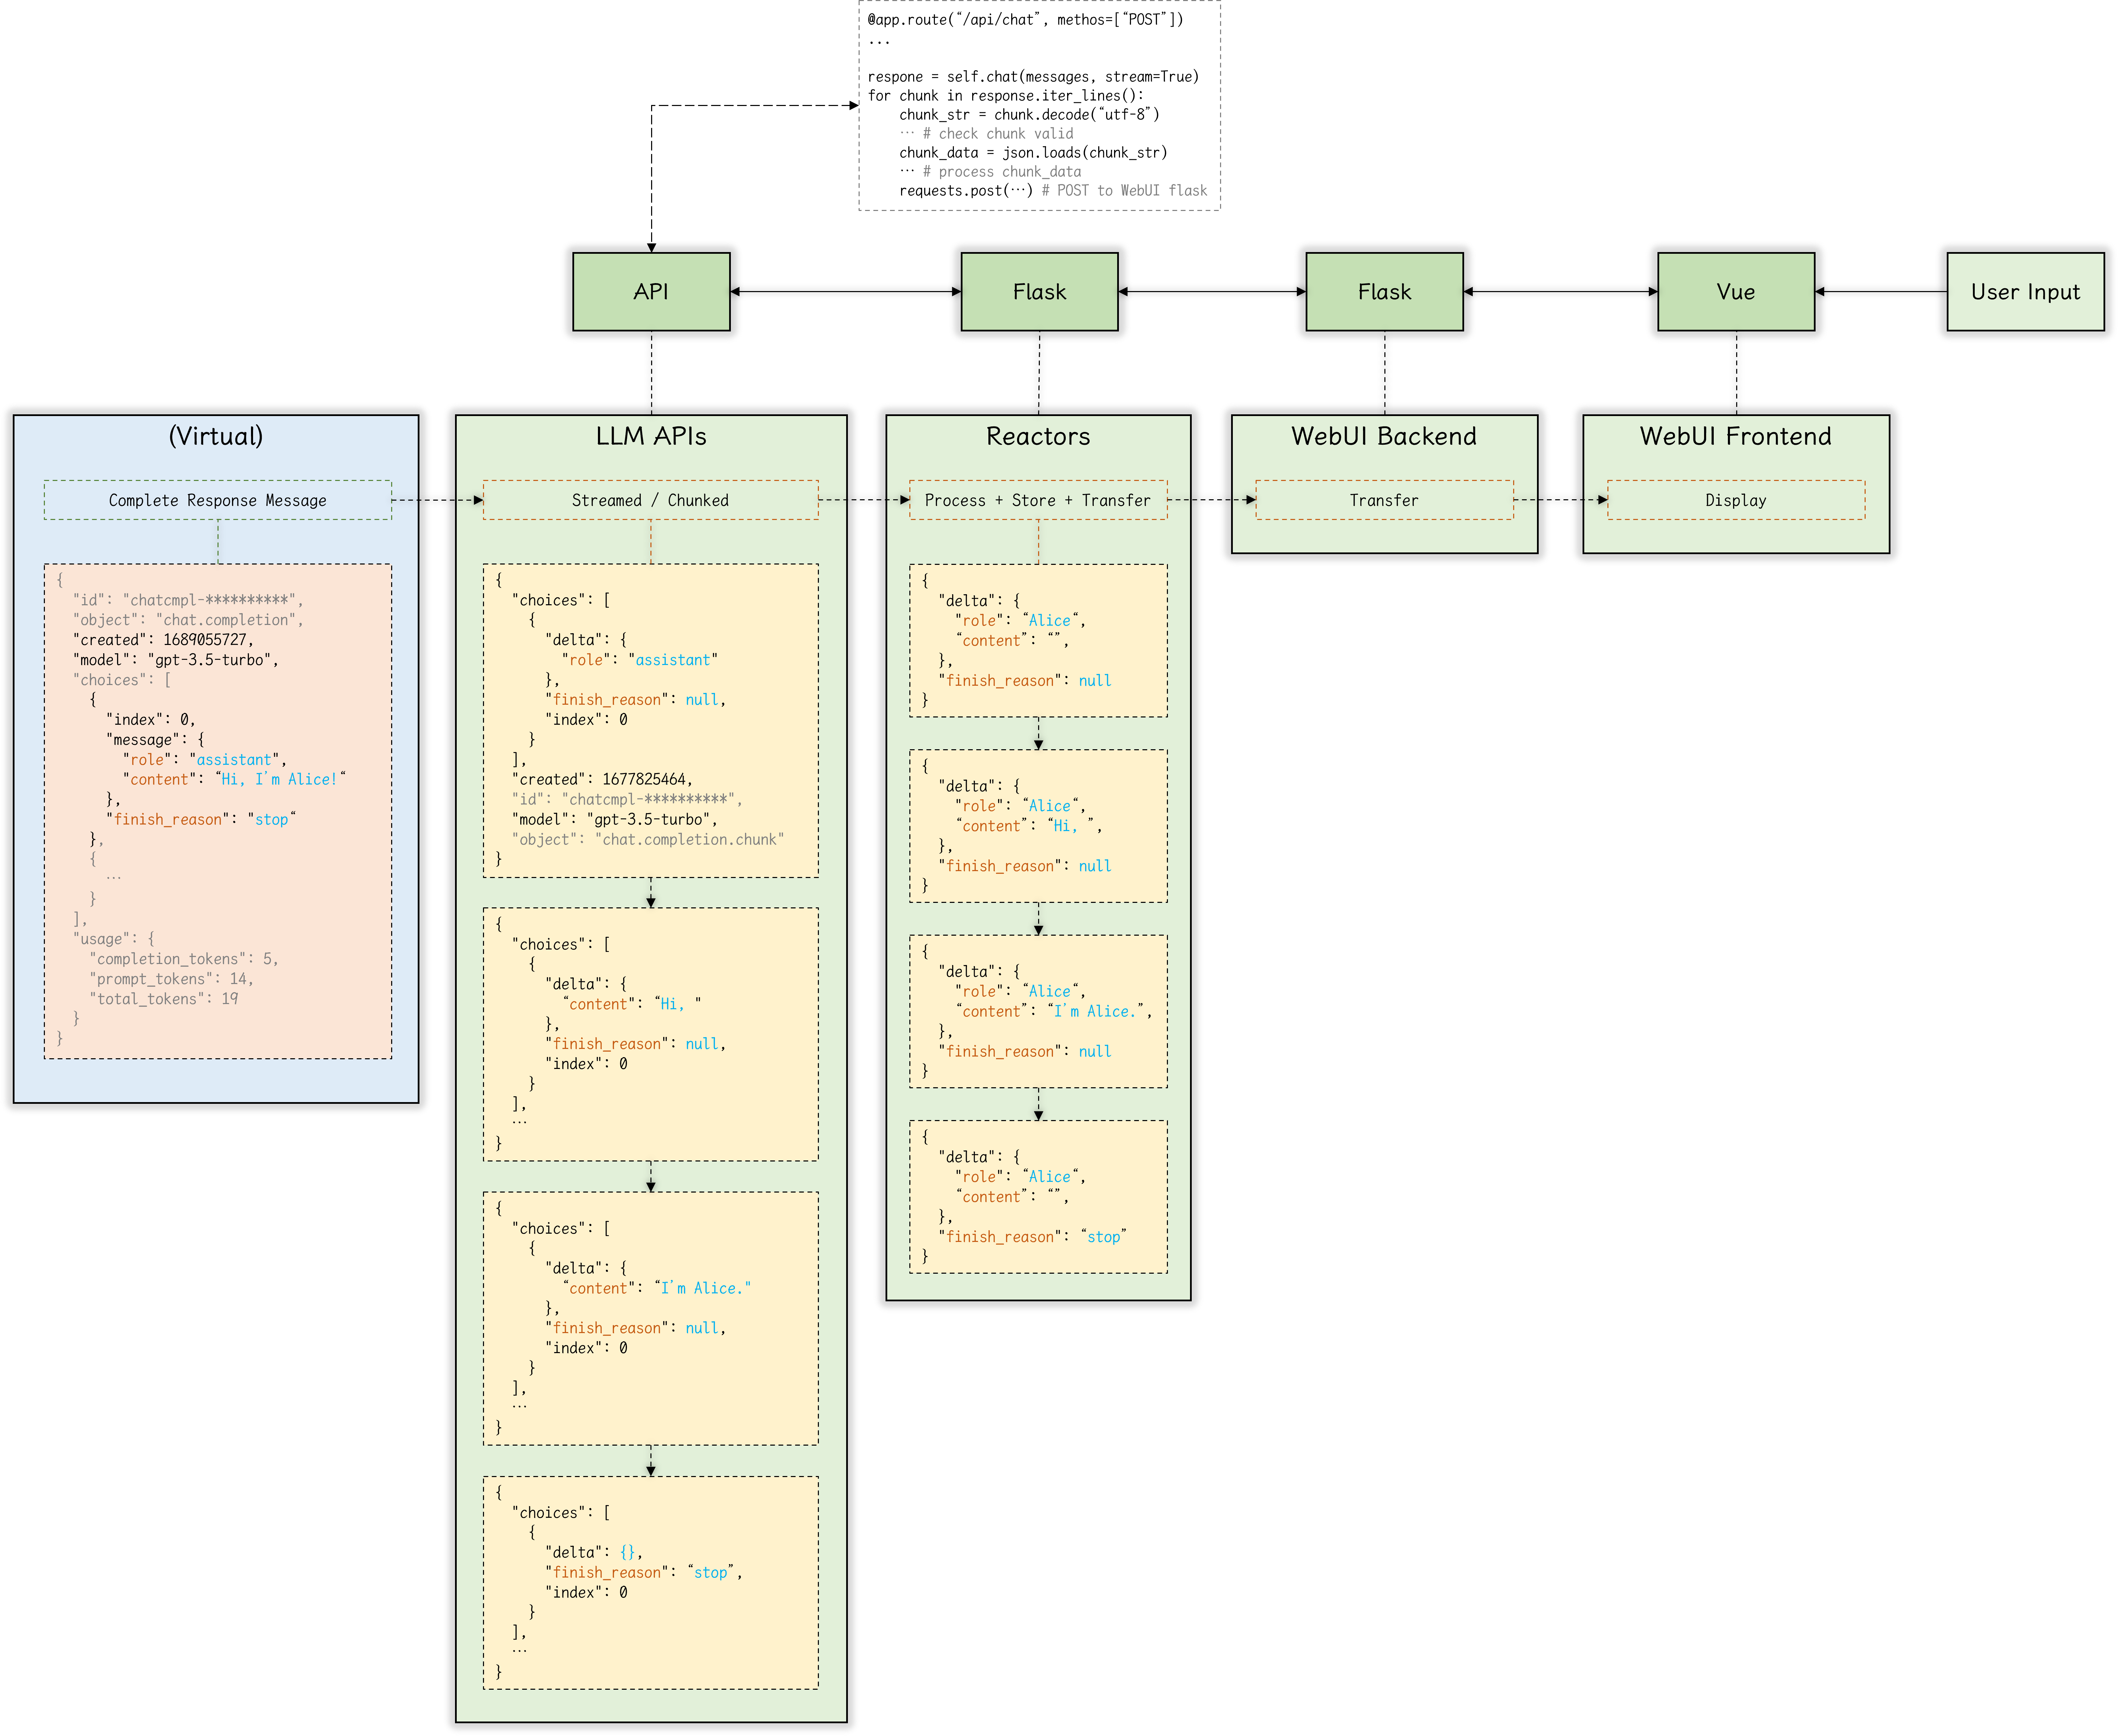 @app.route(“/api/chat”, methos=[“POST”])
...
respone = self.chat(messages, stream=True)
for chunk in response.iter_lines():
    chunk_str = chunk.decode(“utf-8”)
    … # check chunk valid
    chunk_data = json.loads(chunk_str)
    … # process chunk_data
    requests.post(…) # POST to WebUI flask
API
Flask
Flask
Vue
User Input
(Virtual)
Complete Response Message
{
  "id": "chatcmpl-**********",
  "object": "chat.completion",
  "created": 1689055727,
  "model": "gpt-3.5-turbo",
  "choices": [
    {
      "index": 0,
      "message": {
        "role": "assistant",
        "content": “Hi, I'm Alice!“
      },
      "finish_reason": "stop“
    },
    {
      …
    }
  ],
  "usage": {
    "completion_tokens": 5,
    "prompt_tokens": 14,
    "total_tokens": 19
  }
}
LLM APIs
Streamed / Chunked
{
  "choices": [
    {
      "delta": {
        "role": "assistant"
      },
      "finish_reason": null,
      "index": 0
    }
  ],
  "created": 1677825464,
  "id": "chatcmpl-**********",
  "model": "gpt-3.5-turbo",
  "object": "chat.completion.chunk"
}
{
  "choices": [
    {
      "delta": {
        “content": “Hi, "
      },
      "finish_reason": null,
      "index": 0
    }
  ],
  …
}
{
  "choices": [
    {
      "delta": {
        “content": “I'm Alice."
      },
      "finish_reason": null,
      "index": 0
    }
  ],
  …
}
{
  "choices": [
    {
      "delta": {},
      "finish_reason": “stop”,
      "index": 0
    }
  ],
  …
}
Reactors
Process + Store + Transfer
{
  "delta": {
    "role": “Alice“,
    “content”: “”,
  },
  "finish_reason": null
}
{
  "delta": {
    "role": “Alice“,
    “content”: “Hi, ”,
  },
  "finish_reason": null
}
{
  "delta": {
    "role": “Alice“,
    “content”: “I'm Alice.”,
  },
  "finish_reason": null
}
{
  "delta": {
    "role": “Alice“,
    “content”: “”,
  },
  "finish_reason": “stop”
}
WebUI Backend
Transfer
WebUI Frontend
Display